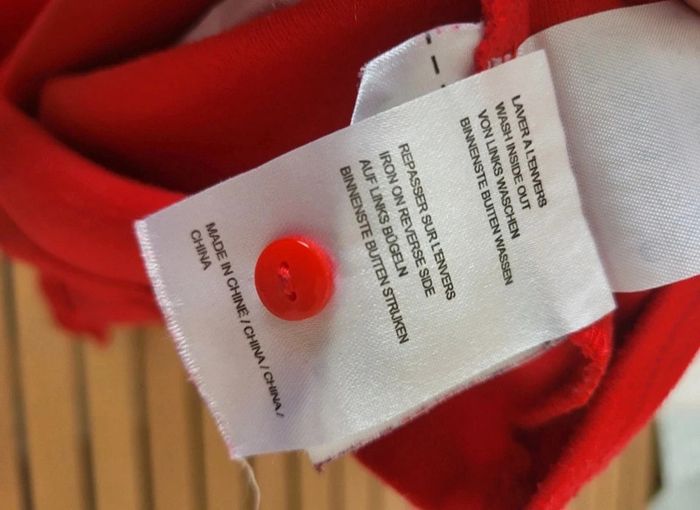 LAVER A L'ENVERS
WASH INSIDE OUT
VON LINKS WASCHEN
BINNENSTE BUITEN WASSEN
REPASSER SUR L'ENVERS
IRON ON REVERSE SIDE
AUF LINKS BÜGELN
BINNENSTE BUITEN STRIJKEN
MADE IN CHINE / CHINA / CHINA /
CHINA